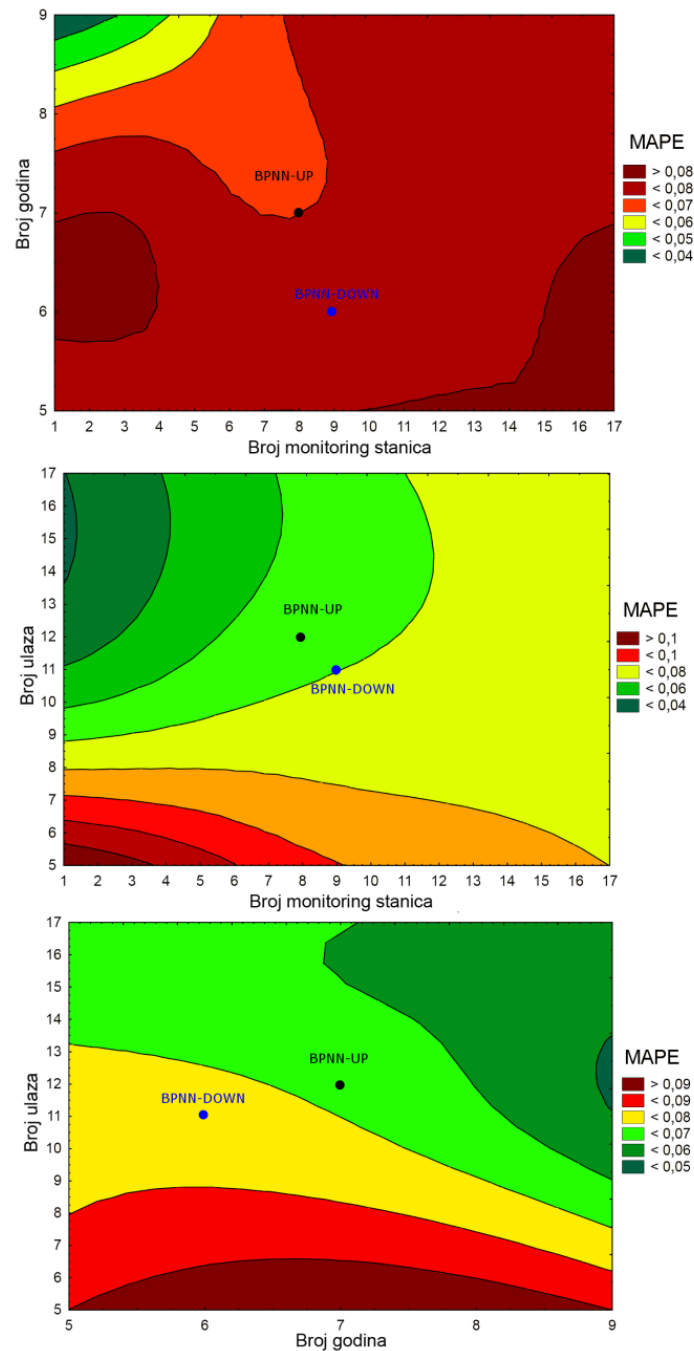 9
8
7
6
5
Broj godina
BPNN-UP
BPNN-DOWN
1 2 3 4 5 6 7 8 9 10 11 12 13 14 15 16 17
Broj monitoring stanica
MAPE
> 0,08
< 0,08
< 0,07
< 0,06
< 0,05
< 0,04
17
16
15
14
13
12
11
10
9
8
7
6
5
Broj ulaza
BPNN-UP
BPNN-DOWN
1 2 3 4 5 6 7 8 9 10 11 12 13 14 15 16 17
Broj monitoring stanica
MAPE
> 0,1
< 0,1
< 0,08
< 0,06
< 0,04
17
16
15
14
13
12
11
10
9
8
7
6
5
Broj ulaza
BPNN-UP
BPNN-DOWN
5 6 7 8 9
Broj godina
MAPE
> 0,09
< 0,09
< 0,08
< 0,07
< 0,06
< 0,05